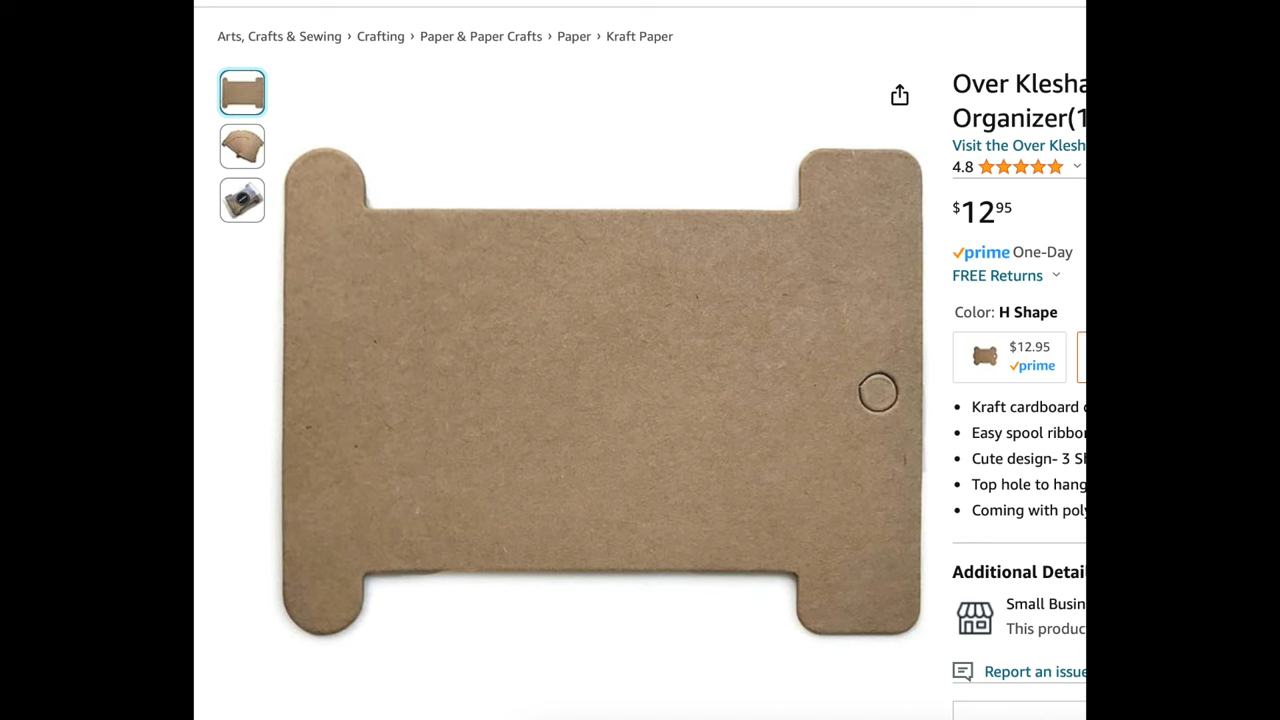 Arts, Crafts & Sewing › Crafting › Paper & Paper Crafts › Paper › Kraft Paper
Over Klesha
Organizer(1
Visit the Over Klesh
4.8
$12.95
prime One-Day
FREE Returns
Color: H Shape
$12.95
prime
Kraft cardboard
Easy spool ribbo
Cute design- 3 S
Top hole to hang
Coming with poly
Additional Detai
Small Busin
This produc
Report an issue